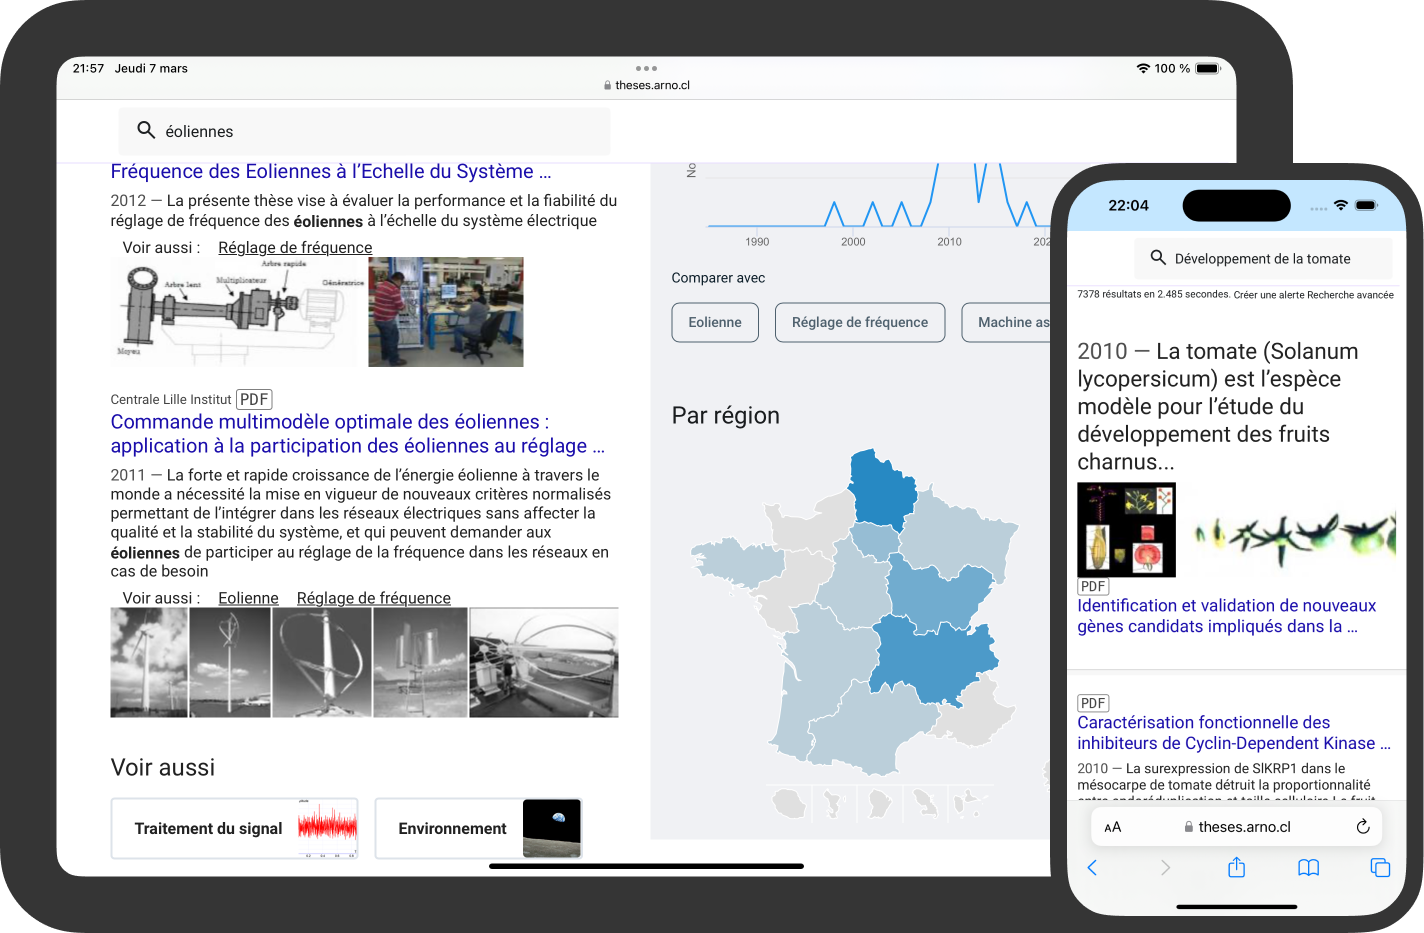 21:57 Jeudi 7 mars
100 %
theses.arno.cl
éoliennes
Fréquence des Eoliennes à l’Echelle du Système ...
2012 — La présente thèse vise à évaluer la performance et la fiabilité du
réglage de fréquence des éoliennes à l’échelle du système électrique
Voir aussi : Réglage de fréquence
Arbre rapide
Arbre lent
Multiplicateur
Génératrice
Moyeu
Centrale Lille Institut PDF
Commande multimodèle optimale des éoliennes :
application à la participation des éoliennes au réglage ...
2011 — La forte et rapide croissance de l’énergie éolienne à travers le
monde a nécessité la mise en vigueur de nouveaux critères normalisés
permettant de l’intégrer dans les réseaux électriques sans affecter la
qualité et la stabilité du système, et qui peuvent demander aux
éoliennes de participer au réglage de la fréquence dans les réseaux en
cas de besoin
Voir aussi : Eolienne Réglage de fréquence
Voir aussi
Traitement du signal
Environnement
No
1990 2000 2010 202
Comparer avec
Eolienne Réglage de fréquence Machine as
Par région
22:04
Développement de la tomate
7378 résultats en 2.485 secondes. Créer une alerte Recherche avancée
2010 — La tomate (Solanum
lycopersicum) est l’espèce
modèle pour l’étude du
développement des fruits
charnus...
PDF
Identification et validation de nouveaux
gènes candidats impliqués dans la ...
PDF
Caractérisation fonctionnelle des
inhibiteurs de Cyclin-Dependent Kinase ...
2010 — La surexpression de SlKRP1 dans le
mésocarpe de tomate détruit la proportionnalité
entre endoréduplication et taille cellulaire Le fruit
AA theses.arno.cl